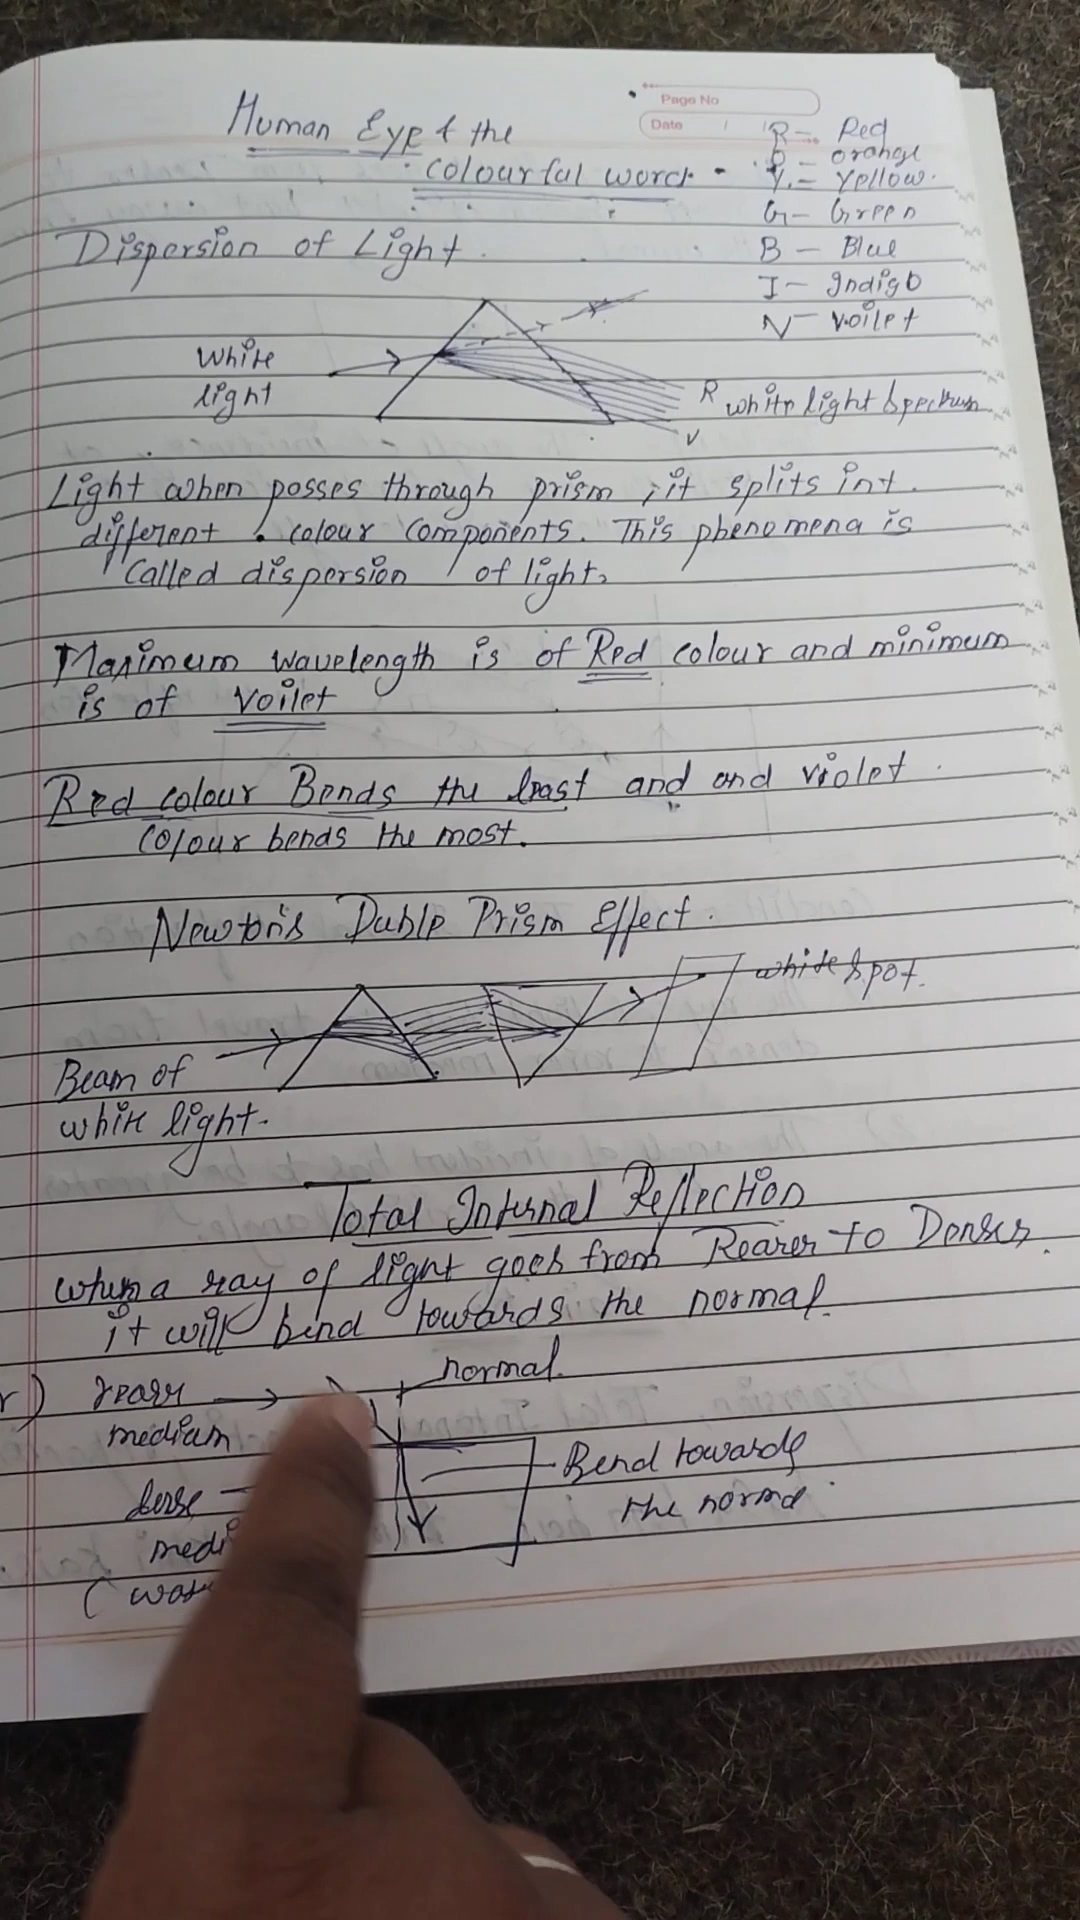 Page No
Date
Human Eye & the
colourful word.
R - Red
O - orange
Y - Yellow.
G - Green
B - Blue
I - Indigo
V - Voilet
Dispersion of Light.
white
light
R
white light Spectrum
V
Light when posses through prism ; it splits int.
different colour components. This phenomena is
Called dispersion of light.
Maximum wavelength is of Red colour and minimum
is of Voilet
Red colour Bends the least and and violet
Colour bends the most.
Newton's Duble Prism Effect.
white spot.
Beam of
white light.
Total Internal Reflection
when a ray of light goes from Rearer to Denser.
it will bend towards the normal.
normal.
rearer
medium
Bend towards
the normal
dense
medi